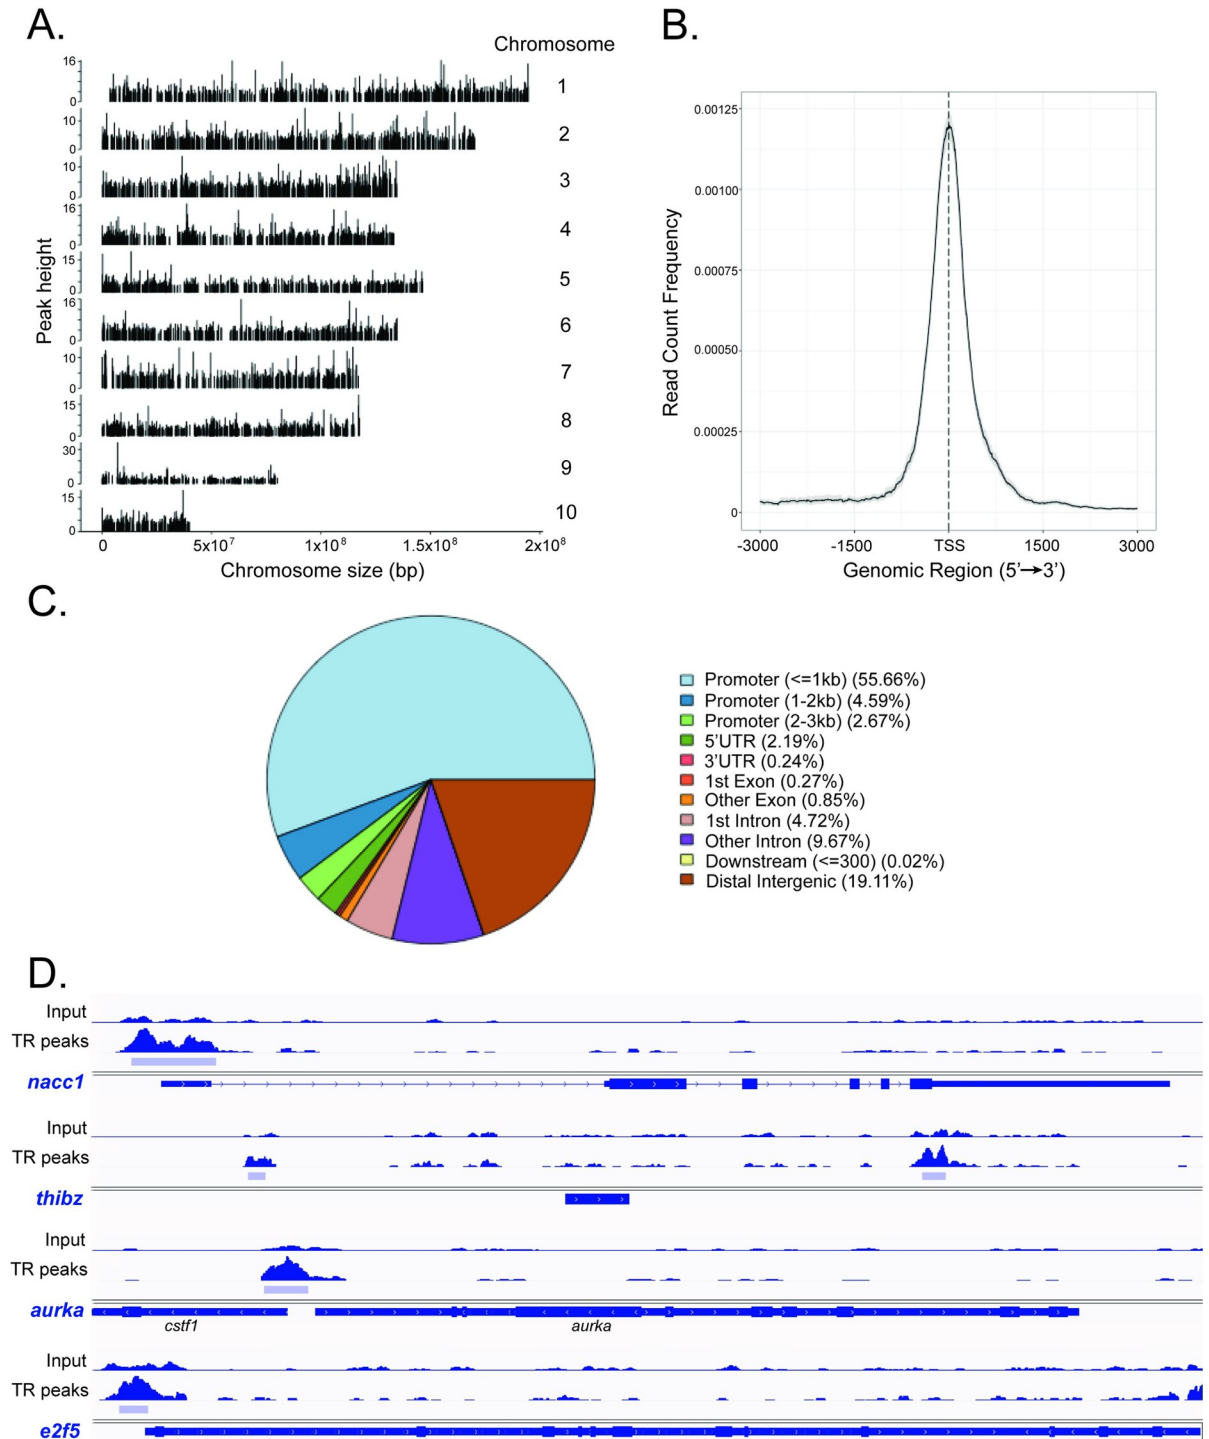 A.
Chromosome
Peak height
16
0
1
10
0
2
10
0
3
16
0
4
15
0
5
16
0
6
10
0
7
15
0
8
30
0
9
15
0
10
0 5x10⁷ 1x10⁸ 1.5x10⁸ 2x10⁸
Chromosome size (bp)
B.
Read Count Frequency
0.00125
0.00100
0.00075
0.00050
0.00025
0
-3000 -1500 TSS 1500 3000
Genomic Region (5'→3')
C.
Promoter (<=1kb) (55.66%)
Promoter (1-2kb) (4.59%)
Promoter (2-3kb) (2.67%)
5'UTR (2.19%)
3'UTR (0.24%)
1st Exon (0.27%)
Other Exon (0.85%)
1st Intron (4.72%)
Other Intron (9.67%)
Downstream (<=300) (0.02%)
Distal Intergenic (19.11%)
D.
Input
TR peaks
nacc1
Input
TR peaks
thibz
Input
TR peaks
aurka
cstf1 aurka
Input
TR peaks
e2f5